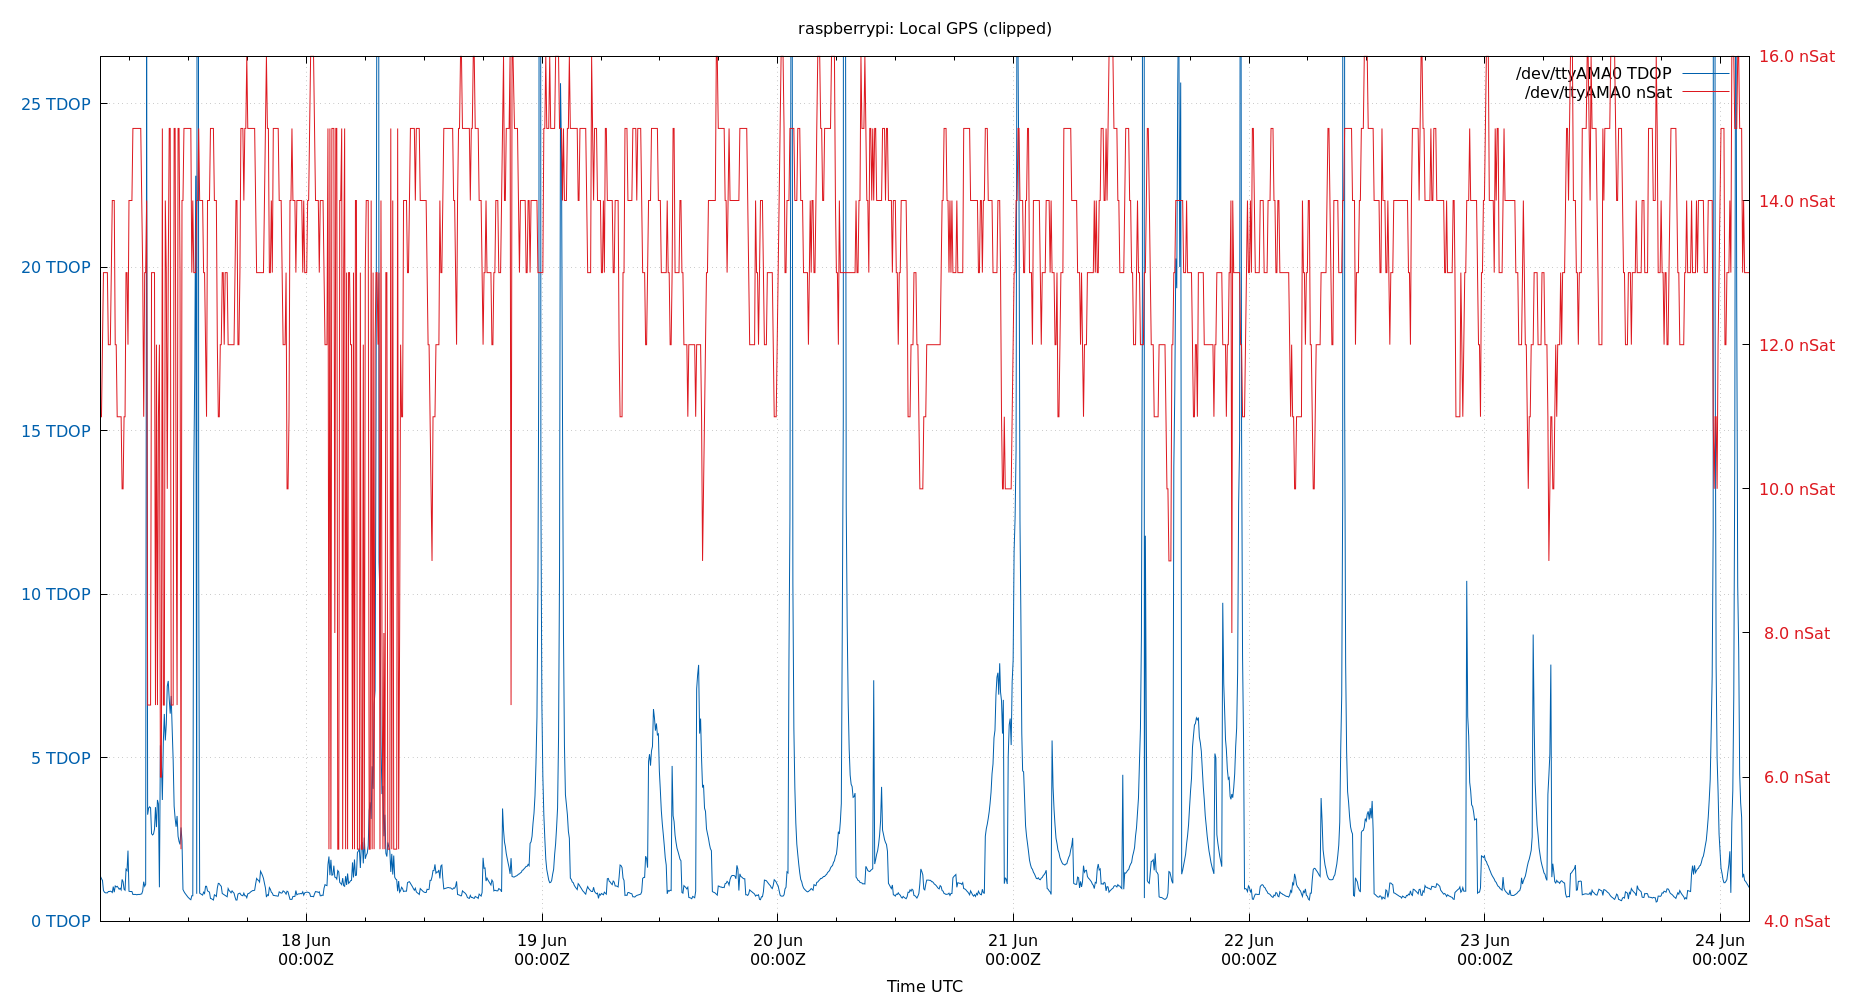 raspberrypi: Local GPS (clipped)
/dev/ttyAMA0 TDOP
/dev/ttyAMA0 nSat
25 TDOP
20 TDOP
15 TDOP
10 TDOP
5 TDOP
0 TDOP
16.0 nSat
14.0 nSat
12.0 nSat
10.0 nSat
8.0 nSat
6.0 nSat
4.0 nSat
18 Jun
00:00Z
19 Jun
00:00Z
20 Jun
00:00Z
21 Jun
00:00Z
22 Jun
00:00Z
23 Jun
00:00Z
24 Jun
00:00Z
Time UTC